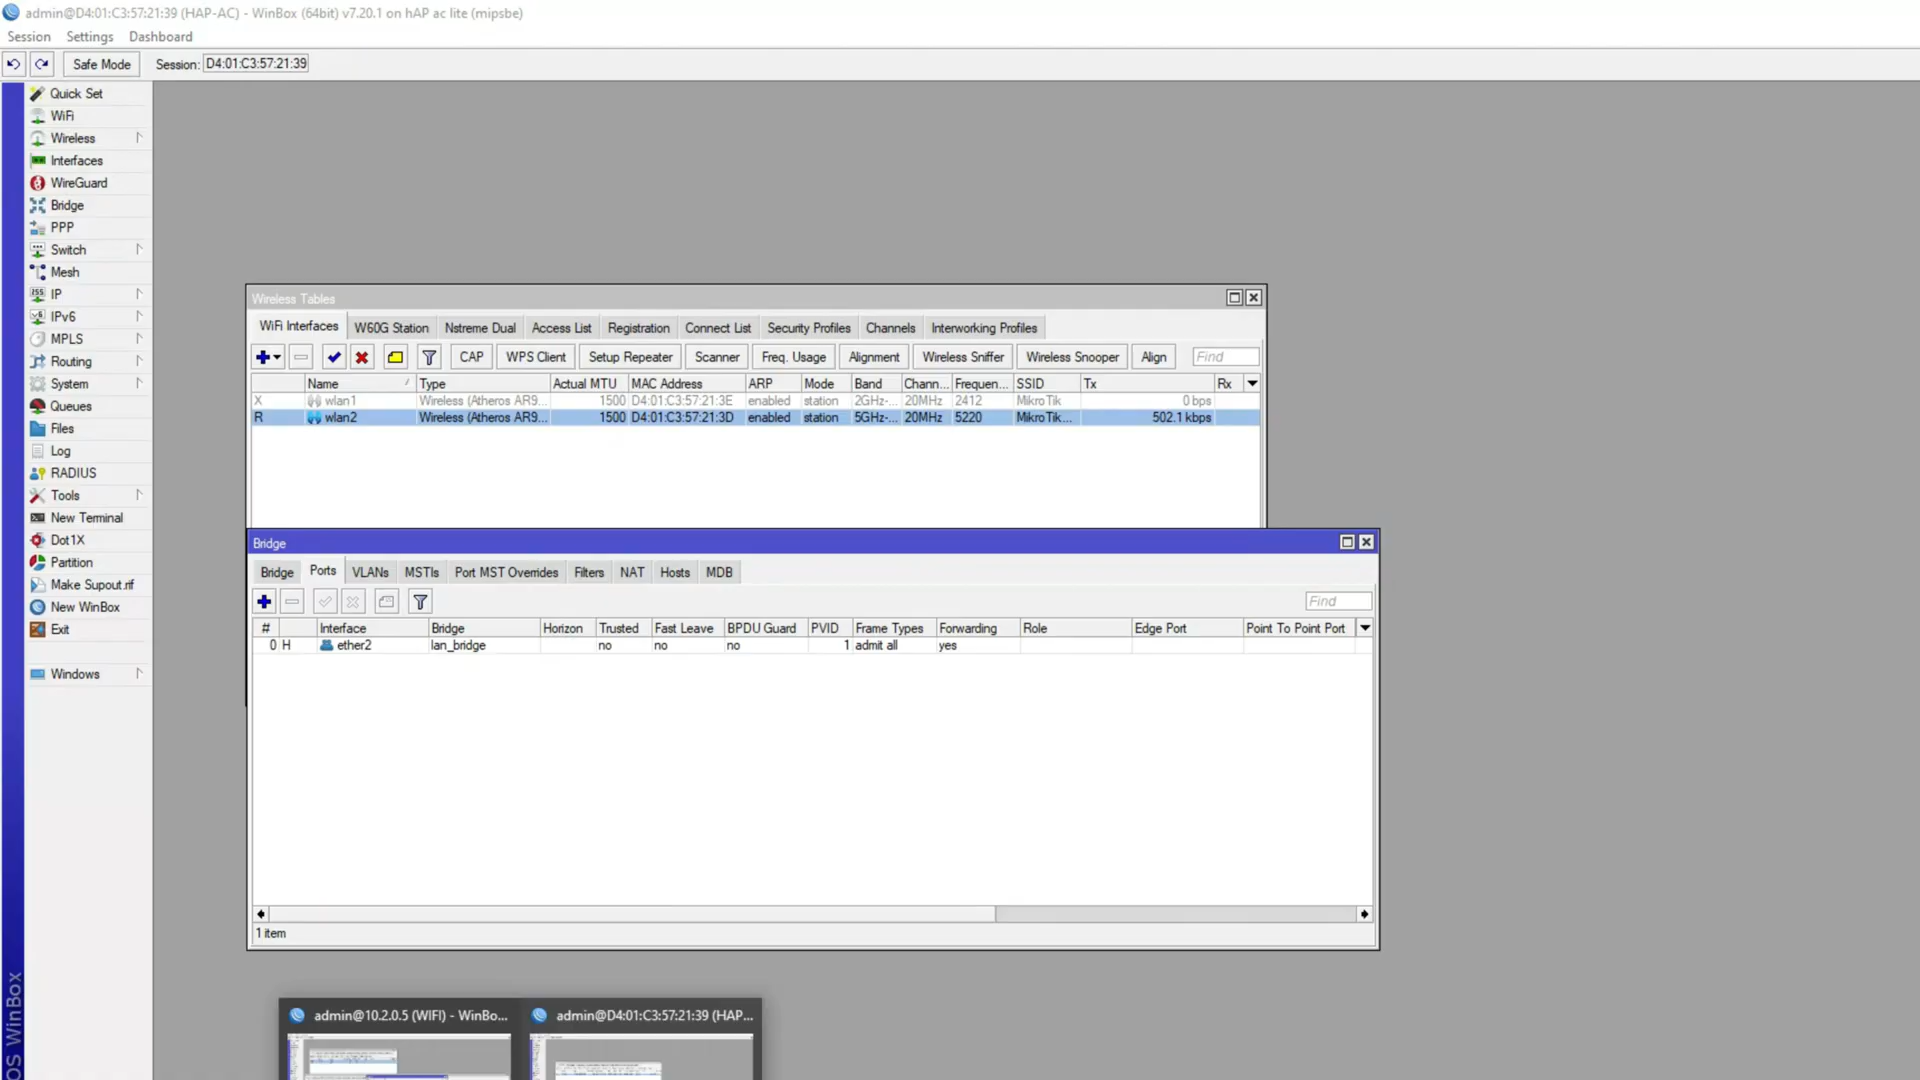 admin@D4:01:C3:57:21:39 (HAP-AC) - WinBox (64bit) v7.20.1 on hAP ac lite (mipsbe)
Session Settings Dashboard
Safe Mode Session: D4:01:C3:57:21:39
Quick Set
WiFi
Wireless
Interfaces
WireGuard
Bridge
PPP
Switch
Mesh
IP
IPv6
MPLS
Routing
System
Queues
Files
Log
RADIUS
Tools
New Terminal
Dot1X
Partition
Make Supout.rif
New WinBox
Exit
Windows
OS WinBox
Wireless Tables
WiFi Interfaces W60G Station Nstreme Dual Access List Registration Connect List Security Profiles Channels Interworking Profiles
CAP WPS Client Setup Repeater Scanner Freq. Usage Alignment Wireless Sniffer Wireless Snooper Align Find
Name Type Actual MTU MAC Address ARP Mode Band Chann... Frequen... SSID Tx Rx
X wlan1 Wireless (Atheros AR9... 1500 D4:01:C3:57:21:3E enabled station 2GHz-... 20MHz 2412 MikroTik 0 bps
R wlan2 Wireless (Atheros AR9... 1500 D4:01:C3:57:21:3D enabled station 5GHz-... 20MHz 5220 MikroTik... 502.1 kbps
Bridge
Bridge Ports VLANs MSTIs Port MST Overrides Filters NAT Hosts MDB
Find
# Interface Bridge Horizon Trusted Fast Leave BPDU Guard PVID Frame Types Forwarding Role Edge Port Point To Point Port
0 H ether2 lan_bridge no no no 1 admit all yes
1 item
admin@10.2.0.5 (WIFI) - WinBo... admin@D4:01:C3:57:21:39 (HAP...